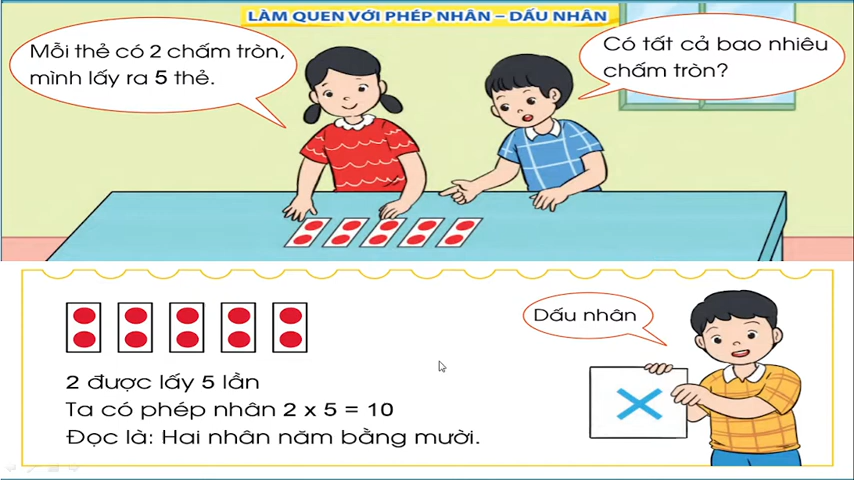 LÀM QUEN VỚI PHÉP NHÂN – DẤU NHÂN
Mỗi thẻ có 2 chấm tròn,
mình lấy ra 5 thẻ.
Có tất cả bao nhiêu
chấm tròn?
Dấu nhân
×
2 được lấy 5 lần
Ta có phép nhân 2 x 5 = 10
Đọc là: Hai nhân năm bằng mười.